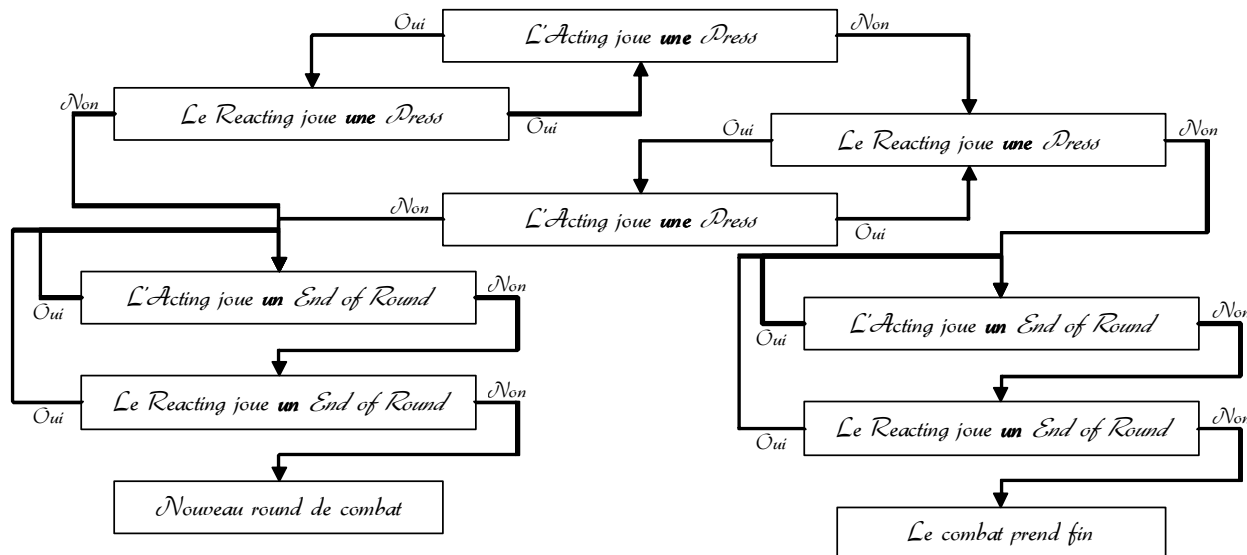 Oui
L'Acting joue une Press
Non
Non
Le Reacting joue une Press
Oui
Oui
Le Reacting joue une Press
Non
Non
L'Acting joue une Press
Oui
L'Acting joue un End of Round
Non
Oui
L'Acting joue un End of Round
Non
Oui
Le Reacting joue un End of Round
Non
Oui
Le Reacting joue un End of Round
Non
Oui
Nouveau round de combat
Le combat prend fin